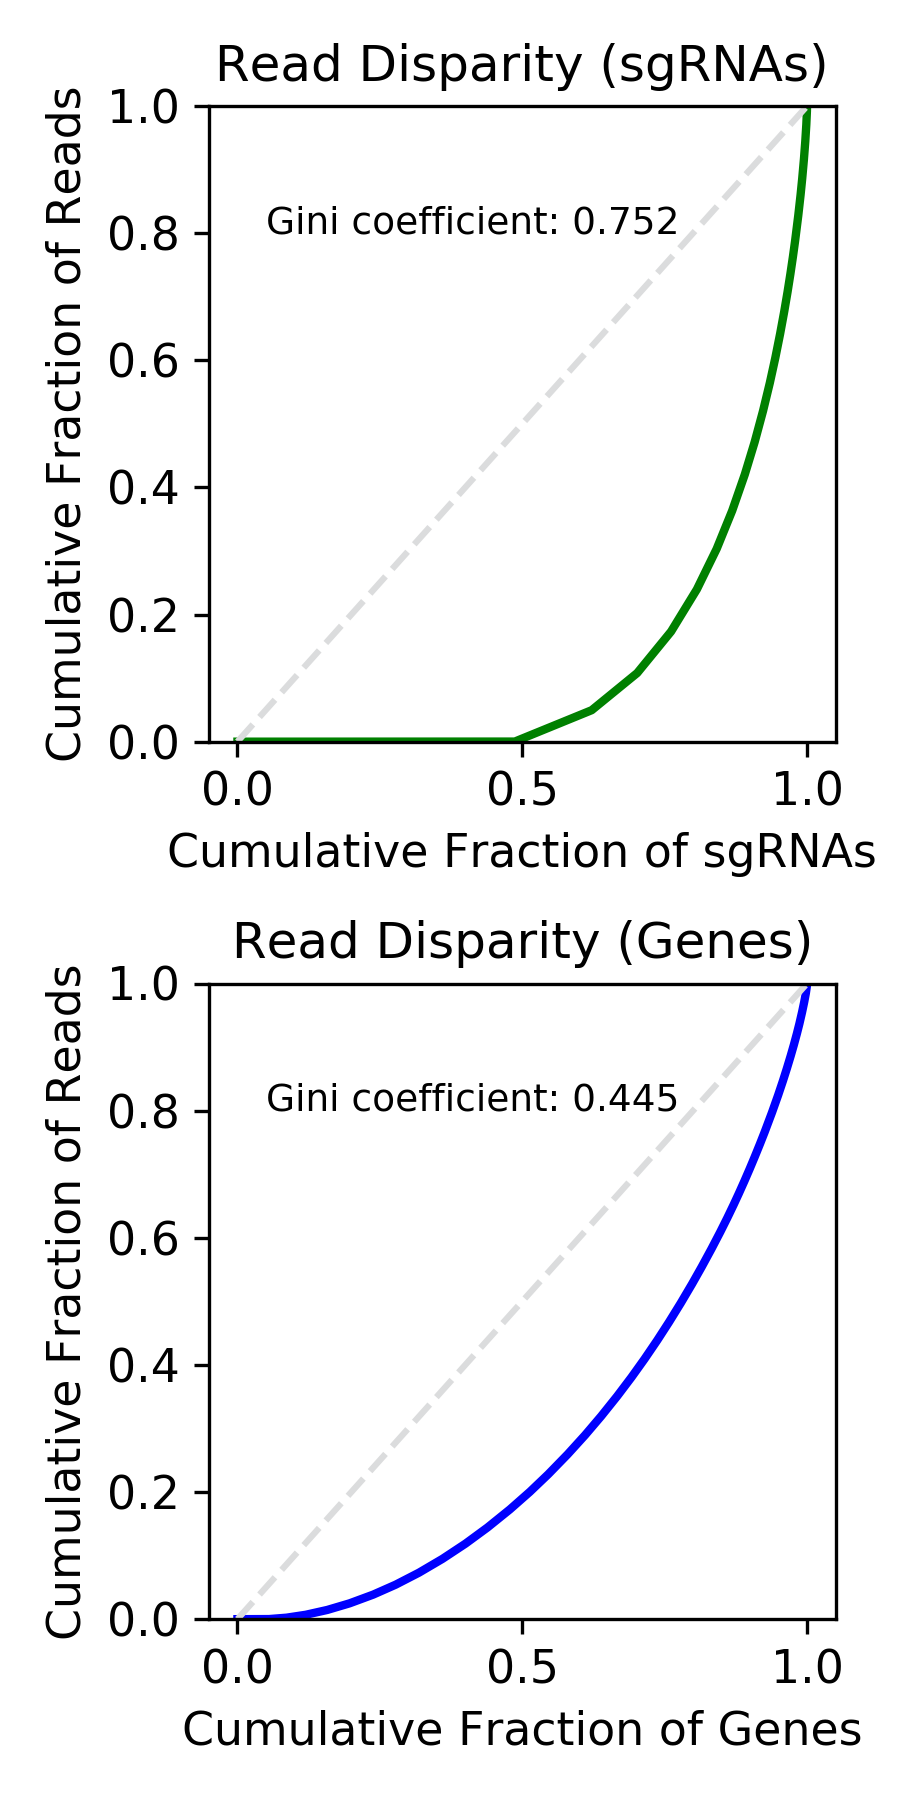 Read Disparity (sgRNAs)
Cumulative Fraction of Reads
1.0
0.8
0.6
0.4
0.2
0.0
Gini coefficient: 0.752
0.0 0.5 1.0
Cumulative Fraction of sgRNAs
Read Disparity (Genes)
Cumulative Fraction of Reads
1.0
0.8
0.6
0.4
0.2
0.0
Gini coefficient: 0.445
0.0 0.5 1.0
Cumulative Fraction of Genes